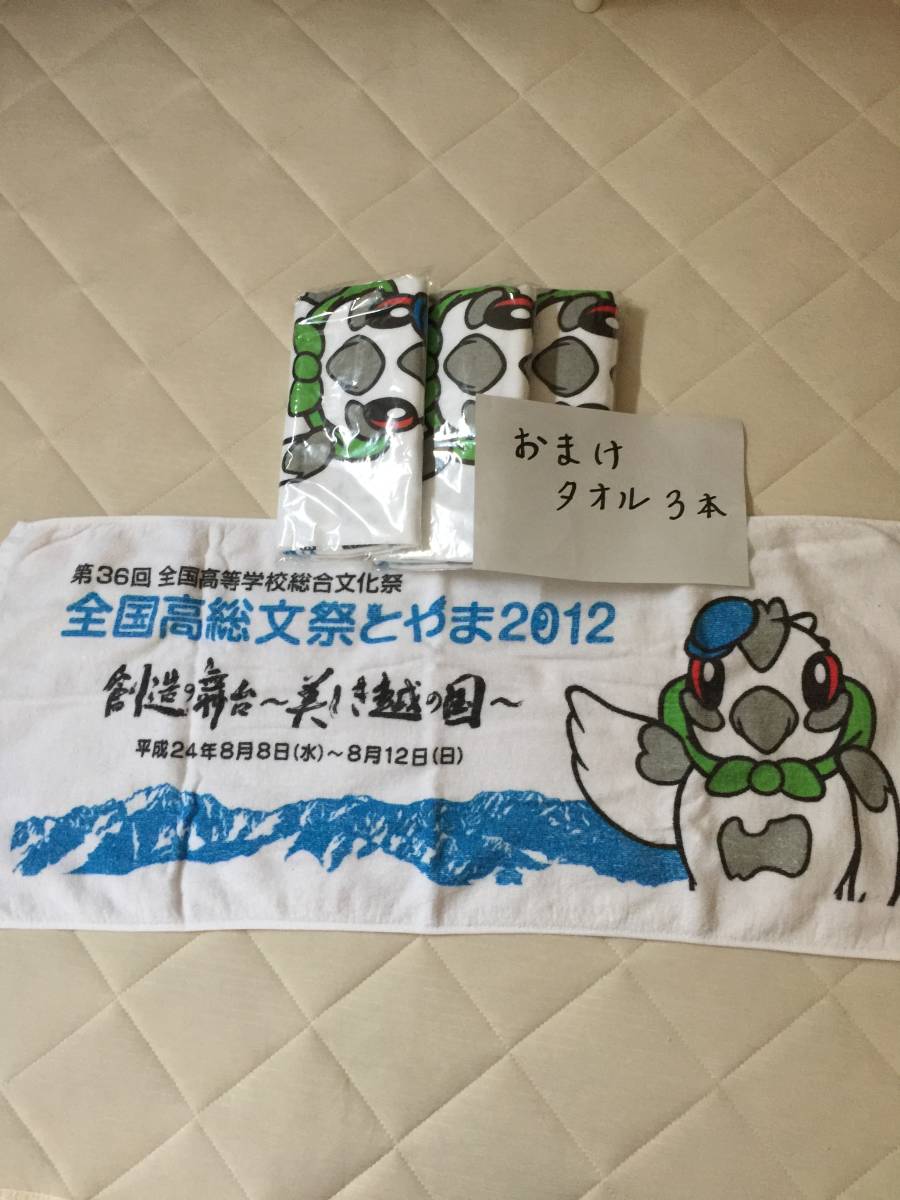 おまけ
タオル3本
第36回 全国高等学校総合文化祭
全国高総文祭とやま2012
創造の舞台～美しき越の国～
平成24年8月8日(水)～8月12日(日)